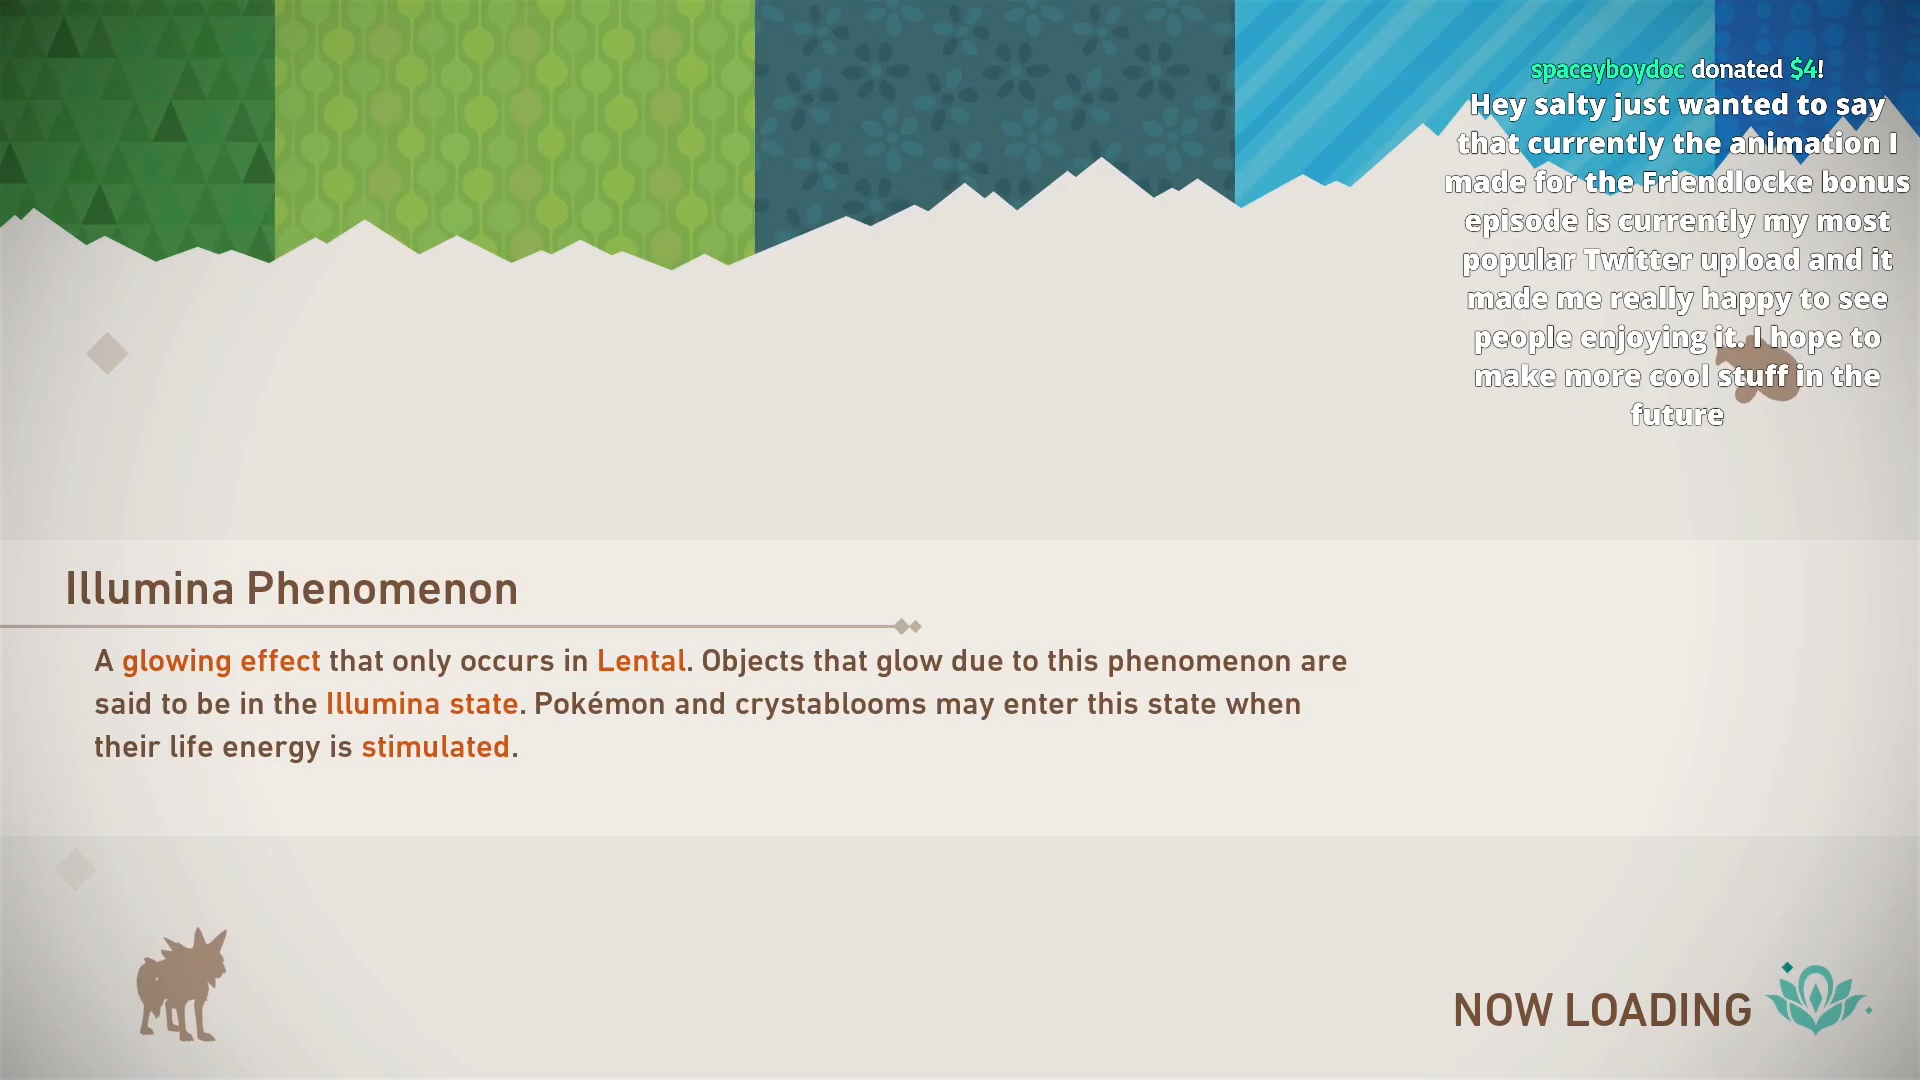 spaceyboydoc donated $4!
Hey salty just wanted to say
that currently the animation I
made for the Friendlocke bonus
episode is currently my most
popular Twitter upload and it
made me really happy to see
people enjoying it. I hope to
make more cool stuff in the
future
Illumina Phenomenon
A glowing effect that only occurs in Lental. Objects that glow due to this phenomenon are
said to be in the Illumina state. Pokémon and crystablooms may enter this state when
their life energy is stimulated.
NOW LOADING